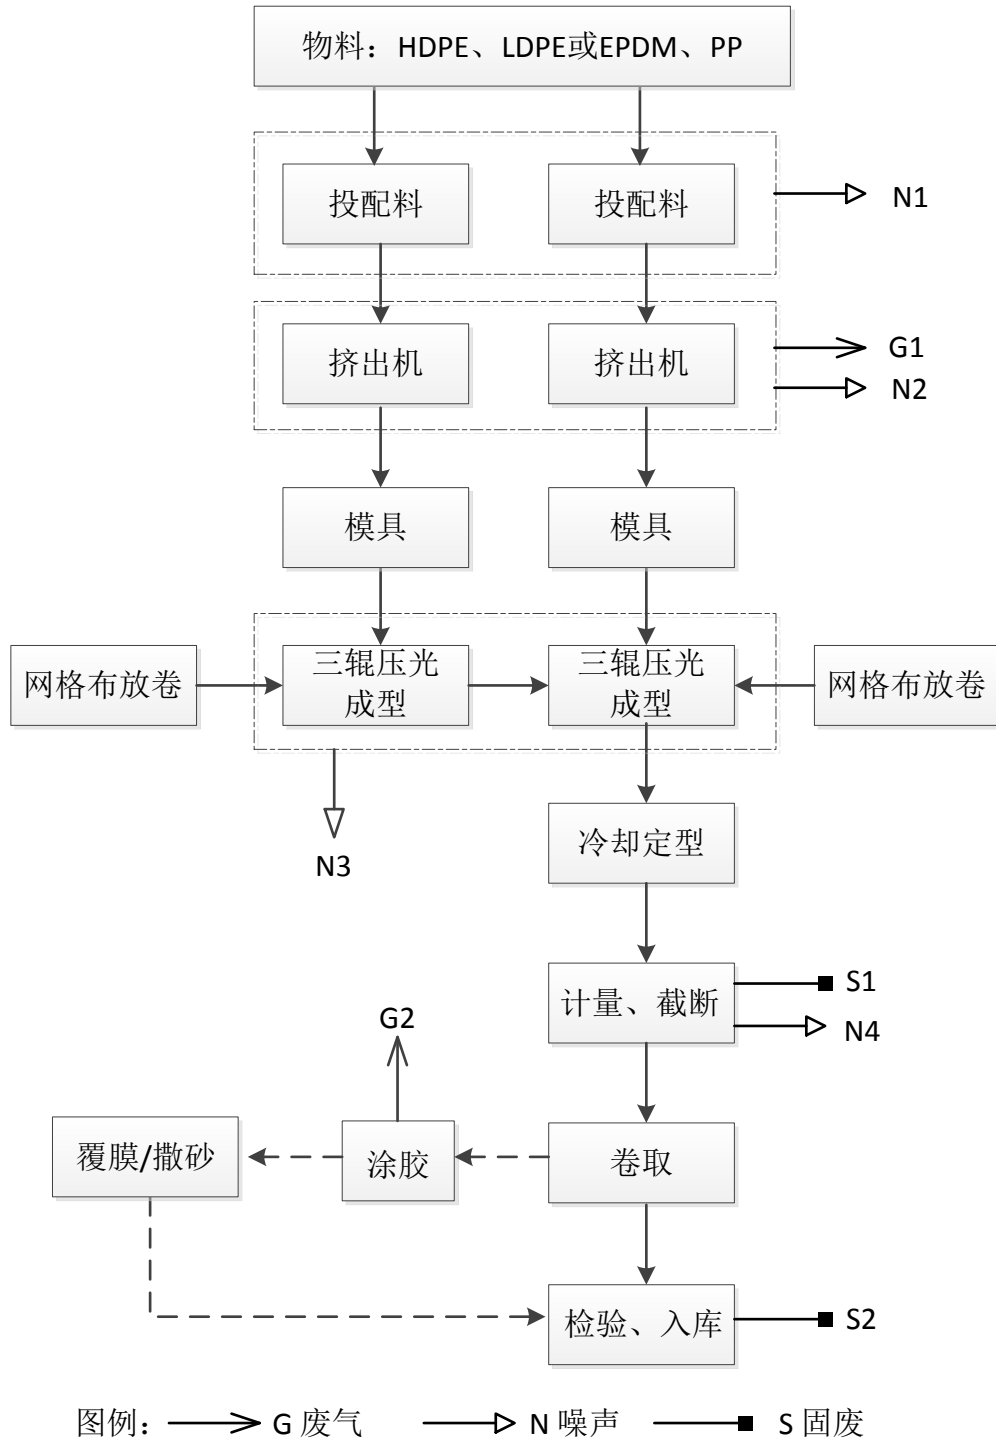 物料：HDPE、LDPE或EPDM、PP
投配料
投配料
N1
挤出机
挤出机
G1
N2
模具
模具
网格布放卷
三辊压光
成型
三辊压光
成型
网格布放卷
N3
冷却定型
计量、截断
S1
N4
G2
覆膜/撒砂
涂胶
卷取
检验、入库
S2
图例： G 废气 N 噪声 S 固废